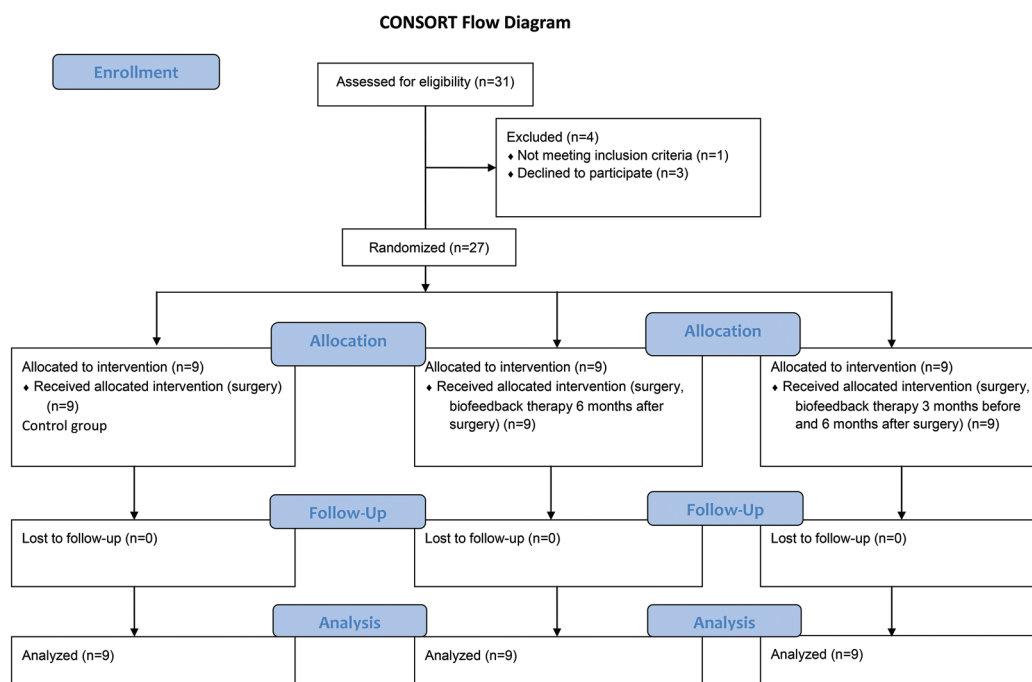 CONSORT Flow Diagram
Enrollment
Assessed for eligibility (n=31)
Excluded (n=4)
♦ Not meeting inclusion criteria (n=1)
♦ Declined to participate (n=3)
Randomized (n=27)
Allocation
Allocation
Allocated to intervention (n=9)
♦ Received allocated intervention (surgery)
(n=9)
Control group
Allocated to intervention (n=9)
♦ Received allocated intervention (surgery,
biofeedback therapy 6 months after
surgery) (n=9)
Allocated to intervention (n=9)
♦ Received allocated intervention (surgery,
biofeedback therapy 3 months before
and 6 months after surgery) (n=9)
Follow-Up
Follow-Up
Lost to follow-up (n=0)
Lost to follow-up (n=0)
Lost to follow-up (n=0)
Analysis
Analysis
Analyzed (n=9)
Analyzed (n=9)
Analyzed (n=9)